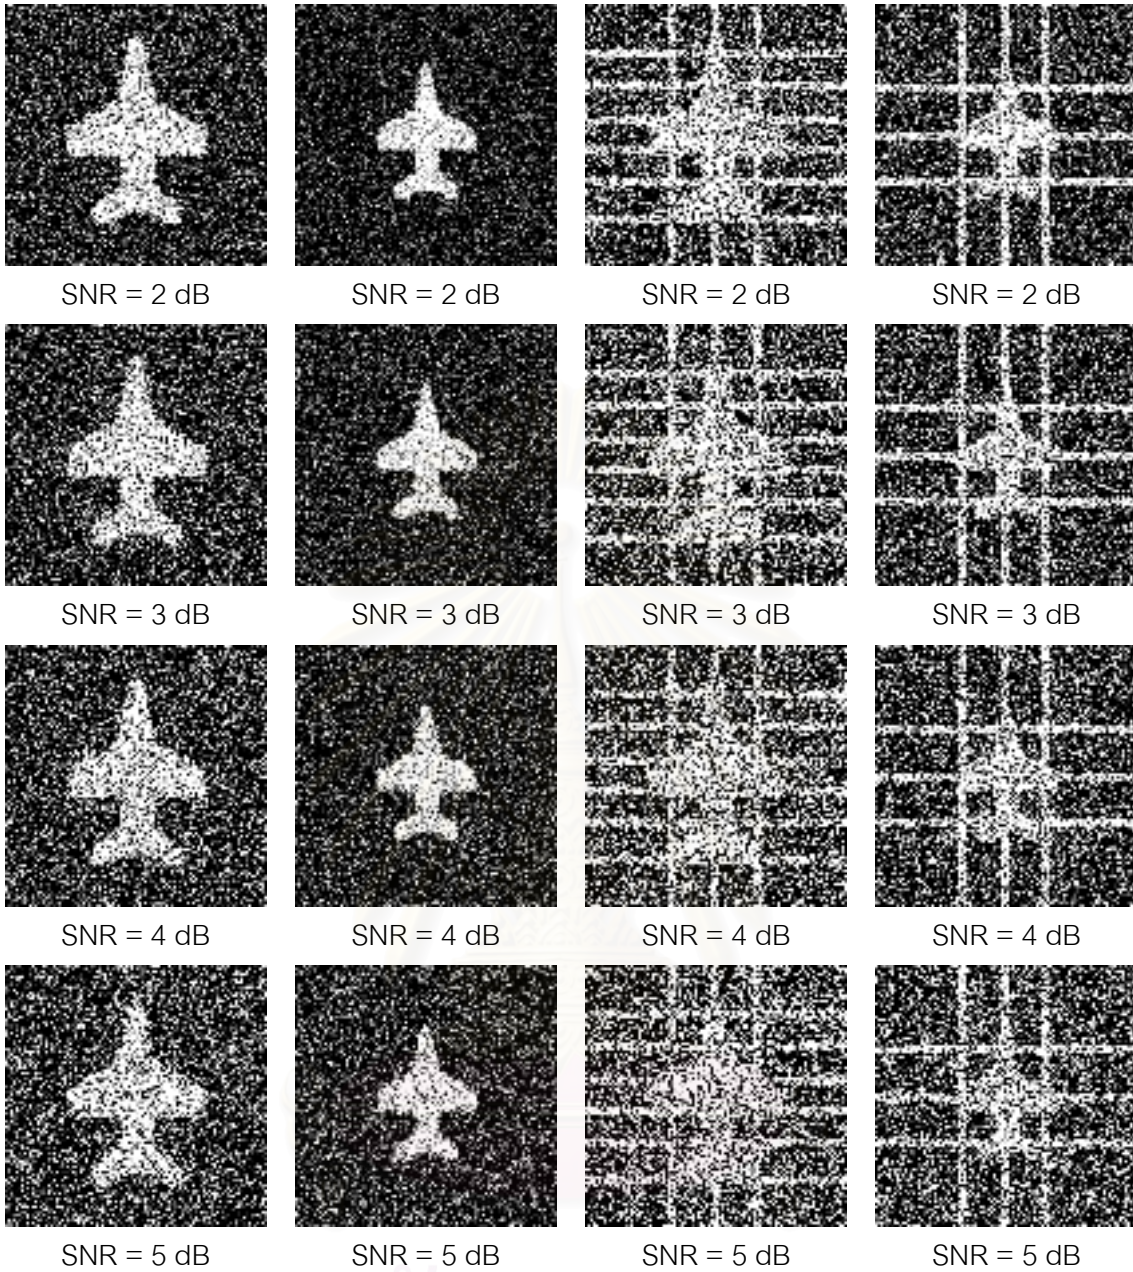 SNR = 2 dB SNR = 2 dB SNR = 2 dB SNR = 2 dB
SNR = 3 dB SNR = 3 dB SNR = 3 dB SNR = 3 dB
SNR = 4 dB SNR = 4 dB SNR = 4 dB SNR = 4 dB
SNR = 5 dB SNR = 5 dB SNR = 5 dB SNR = 5 dB